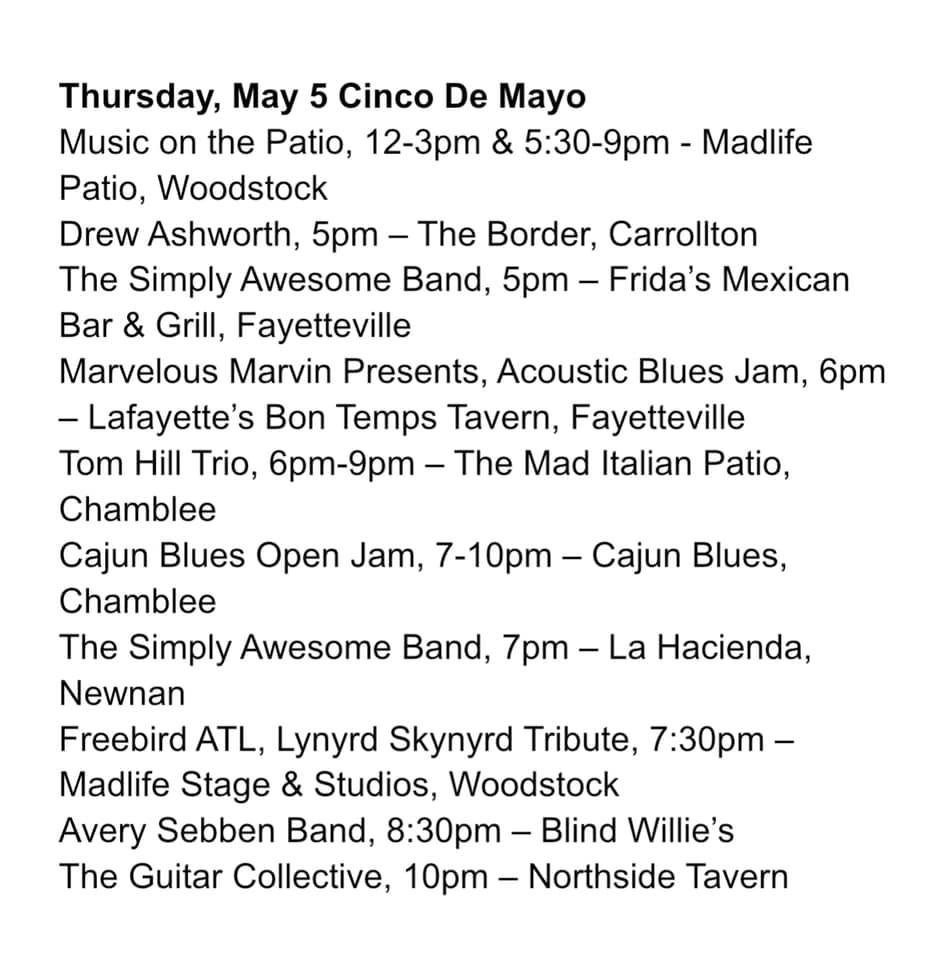 Thursday, May 5 Cinco De Mayo
Music on the Patio, 12-3pm & 5:30-9pm - Madlife
Patio, Woodstock
Drew Ashworth, 5pm – The Border, Carrollton
The Simply Awesome Band, 5pm – Frida’s Mexican
Bar & Grill, Fayetteville
Marvelous Marvin Presents, Acoustic Blues Jam, 6pm
– Lafayette’s Bon Temps Tavern, Fayetteville
Tom Hill Trio, 6pm-9pm – The Mad Italian Patio,
Chamblee
Cajun Blues Open Jam, 7-10pm – Cajun Blues,
Chamblee
The Simply Awesome Band, 7pm – La Hacienda,
Newnan
Freebird ATL, Lynyrd Skynyrd Tribute, 7:30pm –
Madlife Stage & Studios, Woodstock
Avery Sebben Band, 8:30pm – Blind Willie’s
The Guitar Collective, 10pm – Northside Tavern